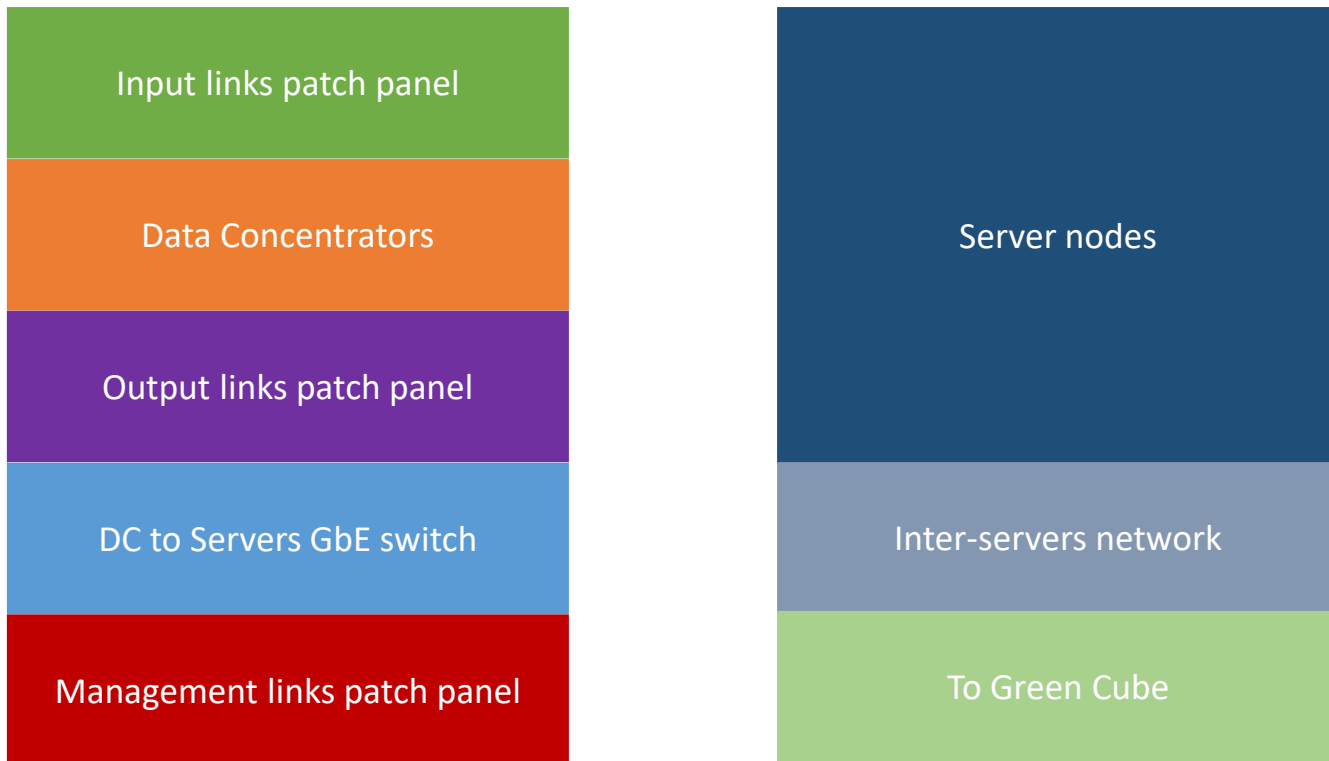 Input links patch panel
Data Concentrators
Output links patch panel
DC to Servers GbE switch
Management links patch panel
Server nodes
Inter-servers network
To Green Cube